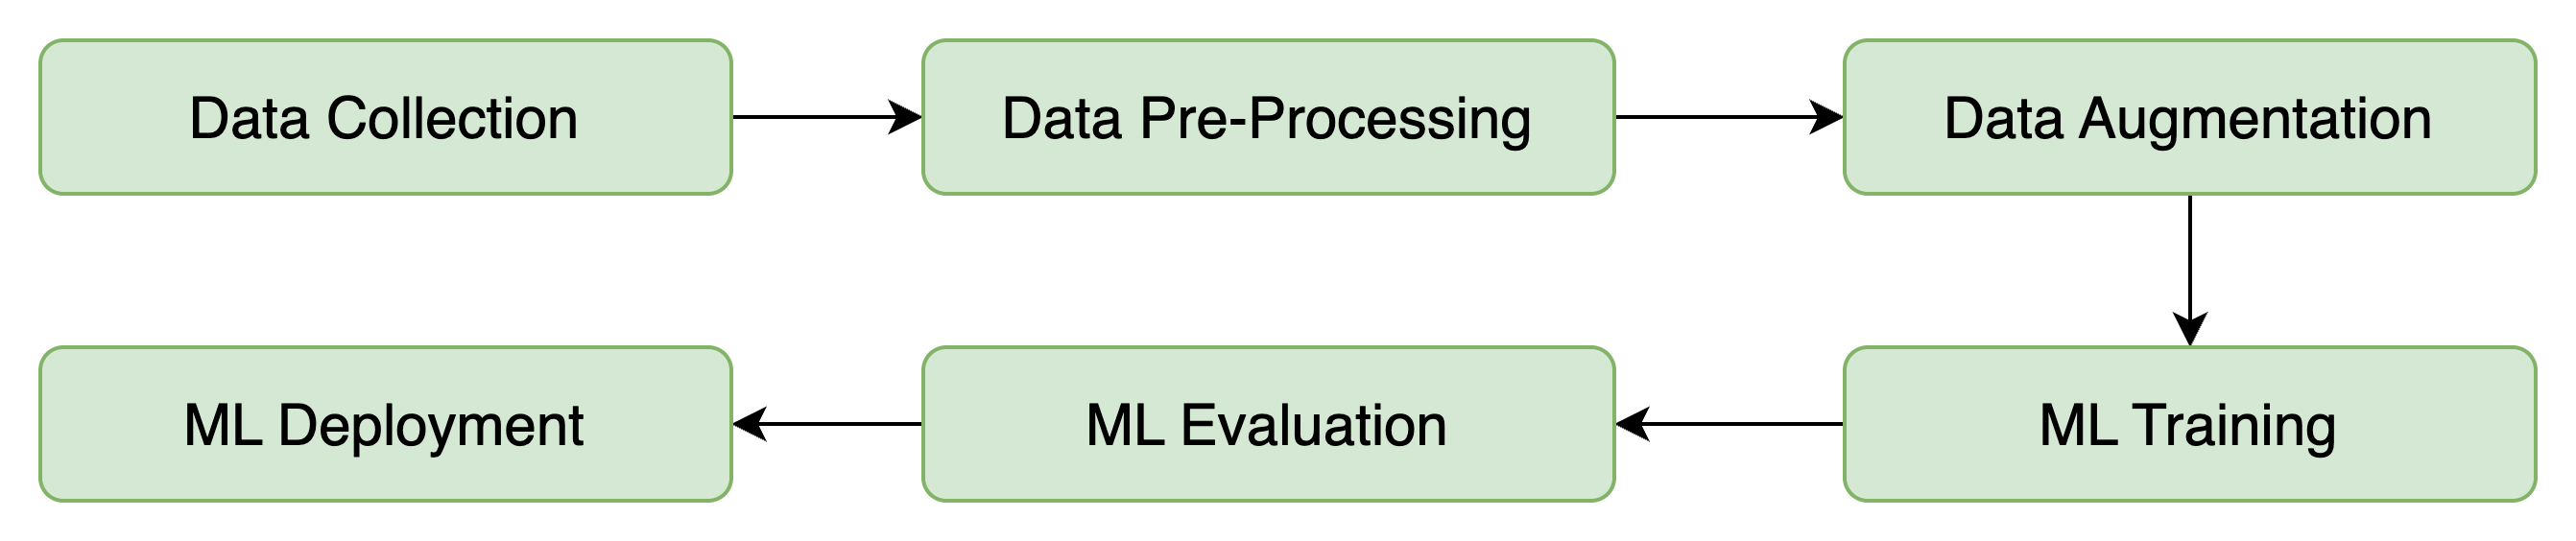 Data Collection
Data Pre-Processing
Data Augmentation
ML Training
ML Evaluation
ML Deployment